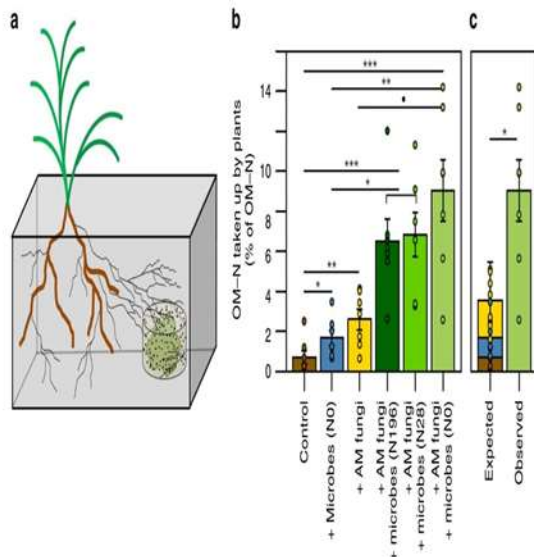 a
b
c
OM–N taken up by plants
(% of OM–N)
14
12
10
8
6
4
2
0
***
**
•
***
*
**
*
*
Control
+ Microbes (N0)
+ AM fungi
+ AM fungi
+ microbes (N196)
+ AM fungi
+ microbes (N28)
+ AM fungi
+ microbes (N0)
Expected
Observed